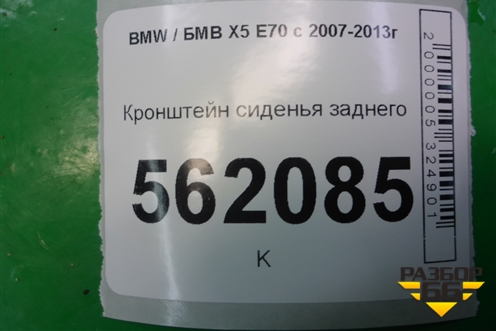 BMW / БМВ X5 E70 с 2007-2013г
Кронштейн сиденья заднего
562085
K
2000005324901
РАЗБОР
66